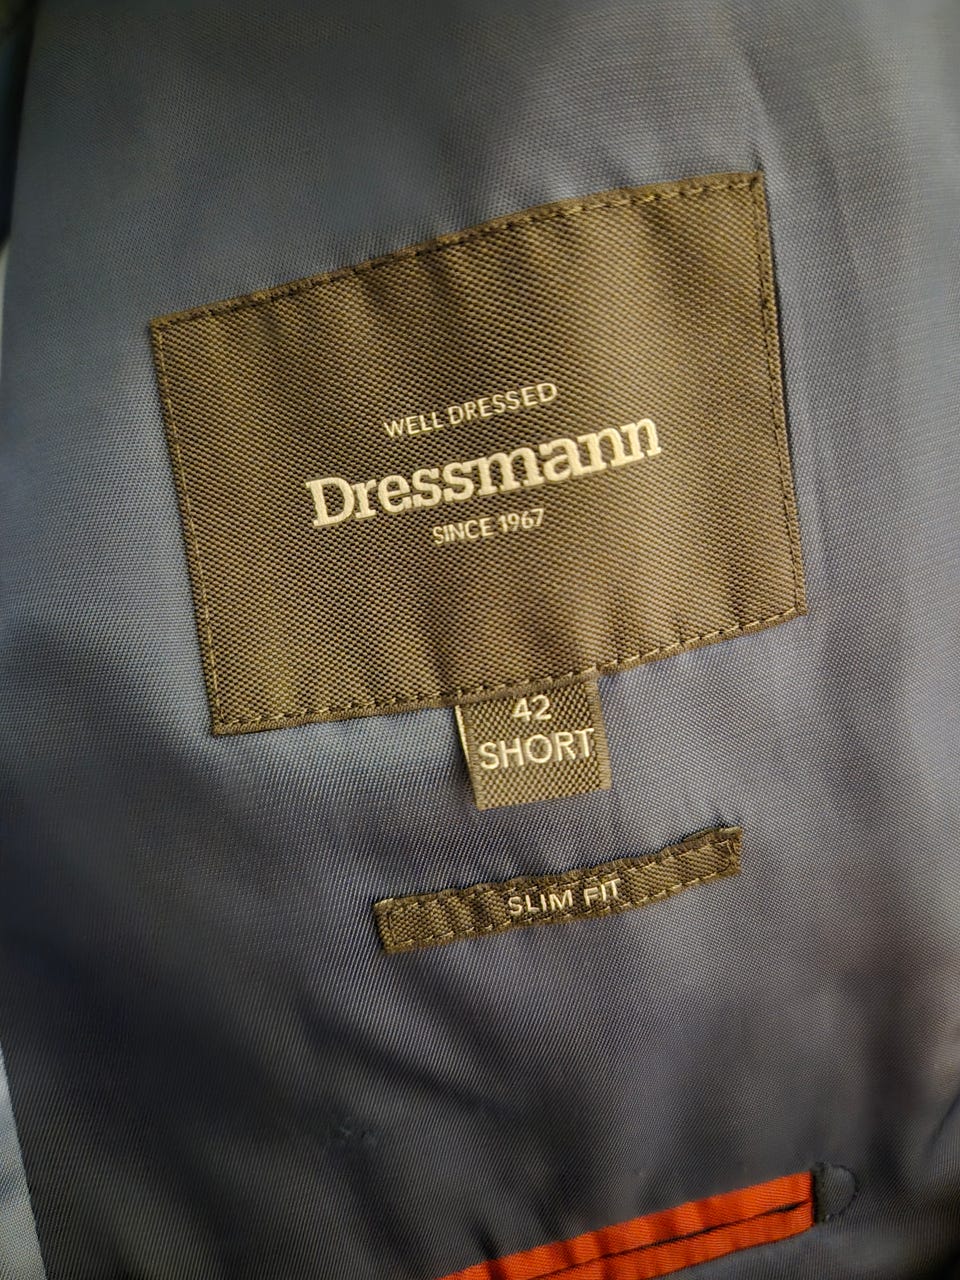 WELL DRESSED
Dressmann
SINCE 1967
42
SHORT
SLIM FIT